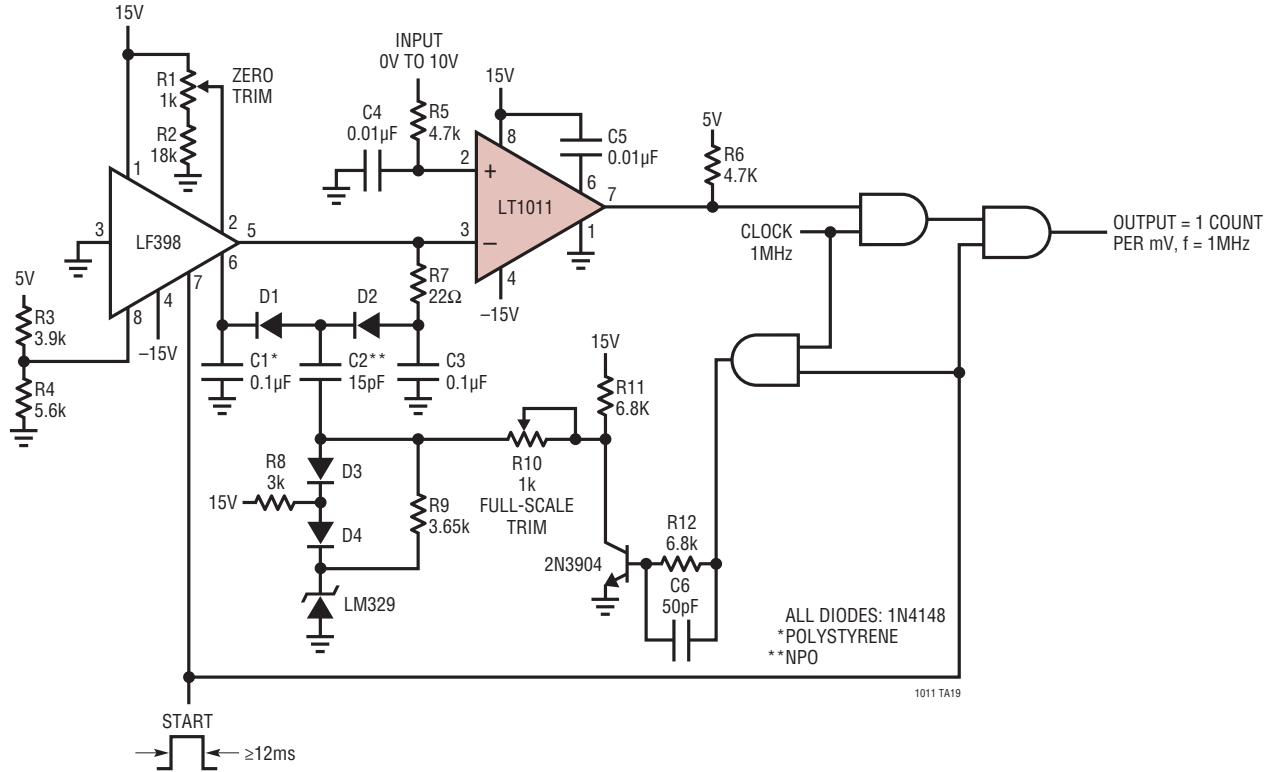 15V
R1
1k
ZERO
TRIM
R2
18k
1
3
LF398
2
5
6
7
4
8
–15V
5V
R3
3.9k
R4
5.6k
INPUT
0V TO 10V
C4
0.01µF
R5
4.7k
15V
8
C5
0.01µF
2
+
LT1011
6
7
3
–
1
4
–15V
5V
R6
4.7K
CLOCK
1MHz
OUTPUT = 1 COUNT
PER mV, f = 1MHz
R7
22Ω
D1
D2
C1*
0.1µF
C2**
15pF
C3
0.1µF
15V
R11
6.8K
R10
1k
FULL-SCALE
TRIM
R8
3k
15V
D3
D4
R9
3.65k
LM329
2N3904
R12
6.8k
C6
50pF
ALL DIODES: 1N4148
*POLYSTYRENE
**NPO
1011 TA19
START
≥12ms